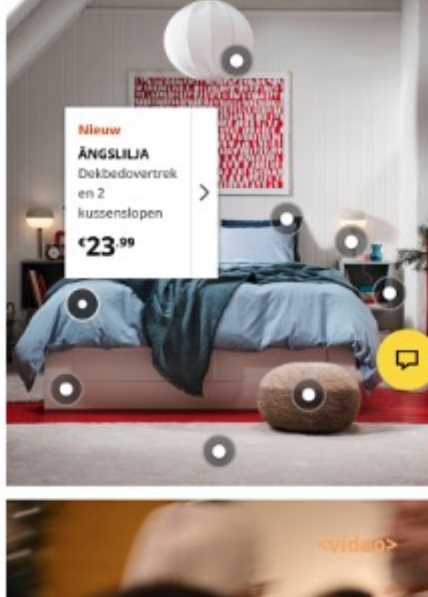 Nieuw
ÄNGSLILJA
Dekbedovertrek
en 2
kussenslopen
€23.99
<video>